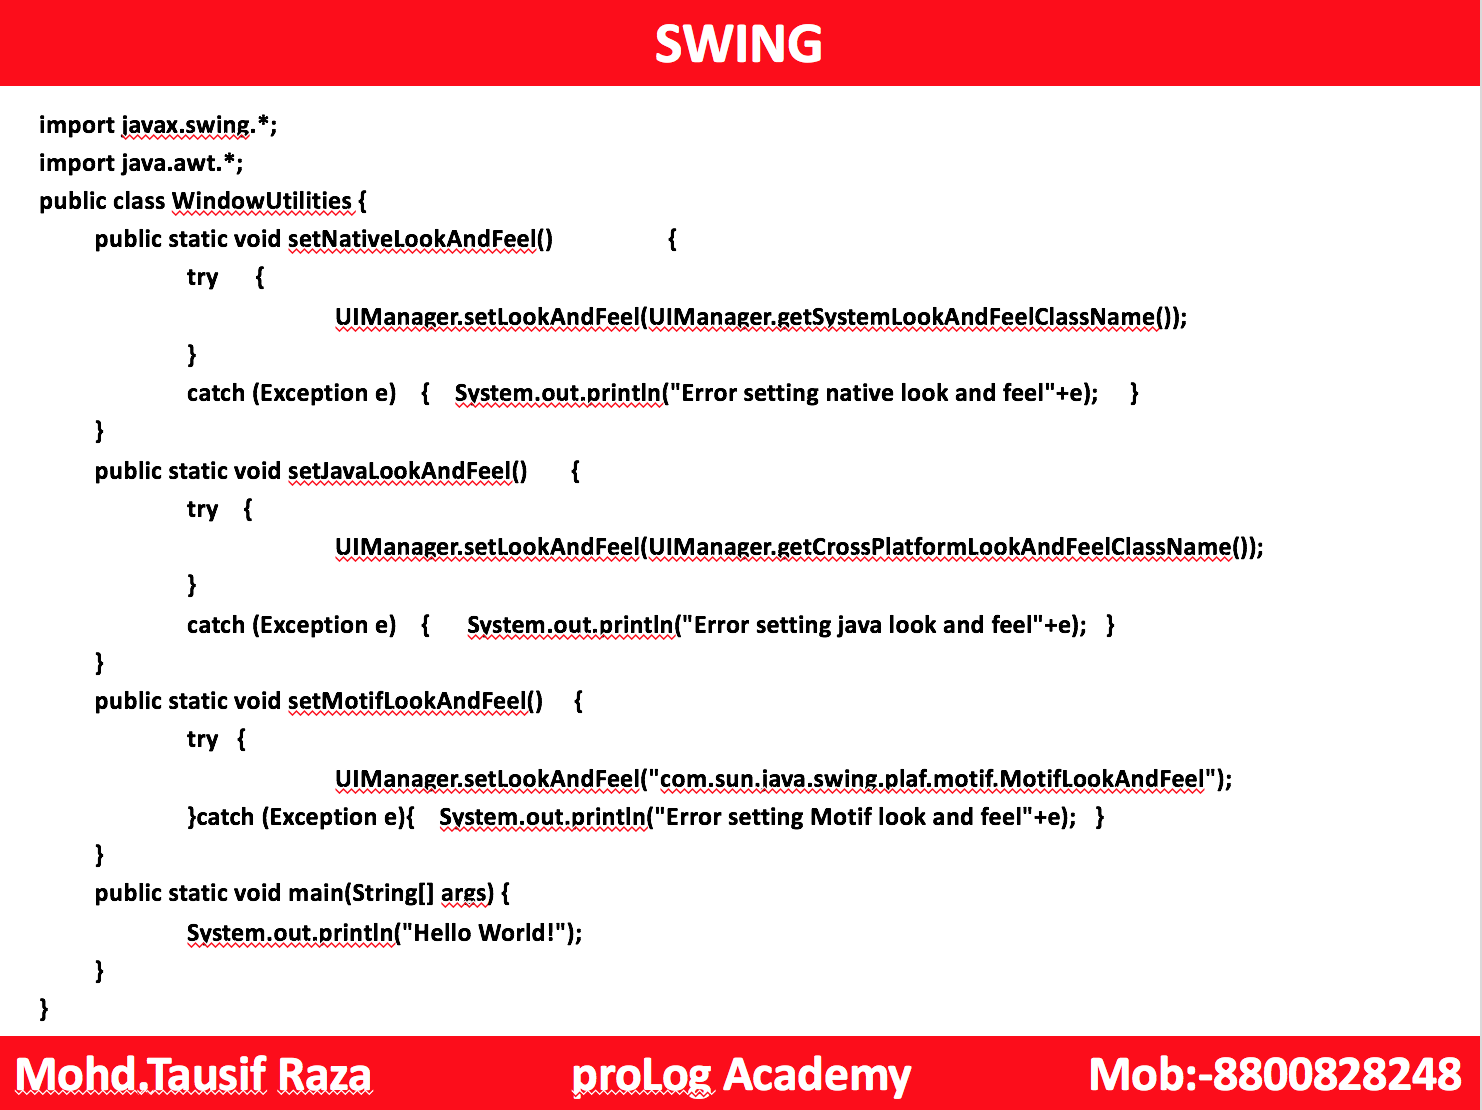 SWING
import javax.swing.*;
import java.awt.*;
public class WindowUtilities {
public static void setNativeLookAndFeel() {
try {
UIManager.setLookAndFeel(UIManager.getSystemLookAndFeelClassName());
}
catch (Exception e) { System.out.println("Error setting native look and feel"+e); }
}
public static void setJavaLookAndFeel() {
try {
UIManager.setLookAndFeel(UIManager.getCrossPlatformLookAndFeelClassName());
}
catch (Exception e) { System.out.println("Error setting java look and feel"+e); }
}
public static void setMotifLookAndFeel() {
try {
UIManager.setLookAndFeel("com.sun.java.swing.plaf.motif.MotifLookAndFeel");
}catch (Exception e){ System.out.println("Error setting Motif look and feel"+e); }
}
public static void main(String[] args) {
System.out.println("Hello World!");
}
}
Mohd.Tausif Raza proLog Academy Mob:-8800828248